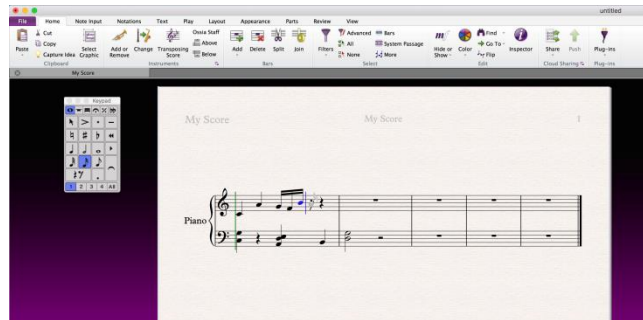 untitled
File Home Note Input Notations Text Play Layout Appearance Parts Review View
Paste
Cut
Copy
Capture Idea
Select Graphic
Clipboard
Add or Remove
Change
Transposing Score
Ossia Staff
Above
Below
Instruments
Add
Delete
Split
Join
Bars
Filters
Advanced
All
None
Bars
System Passage
More
Select
Hide or Show
Color
Find
Go To
Flip
Inspector
Edit
Share
Push
Cloud Sharing
Plug-ins
Plug-ins
My Score
Keypad
1 2 3 4 All
My Score
My Score
1
Piano